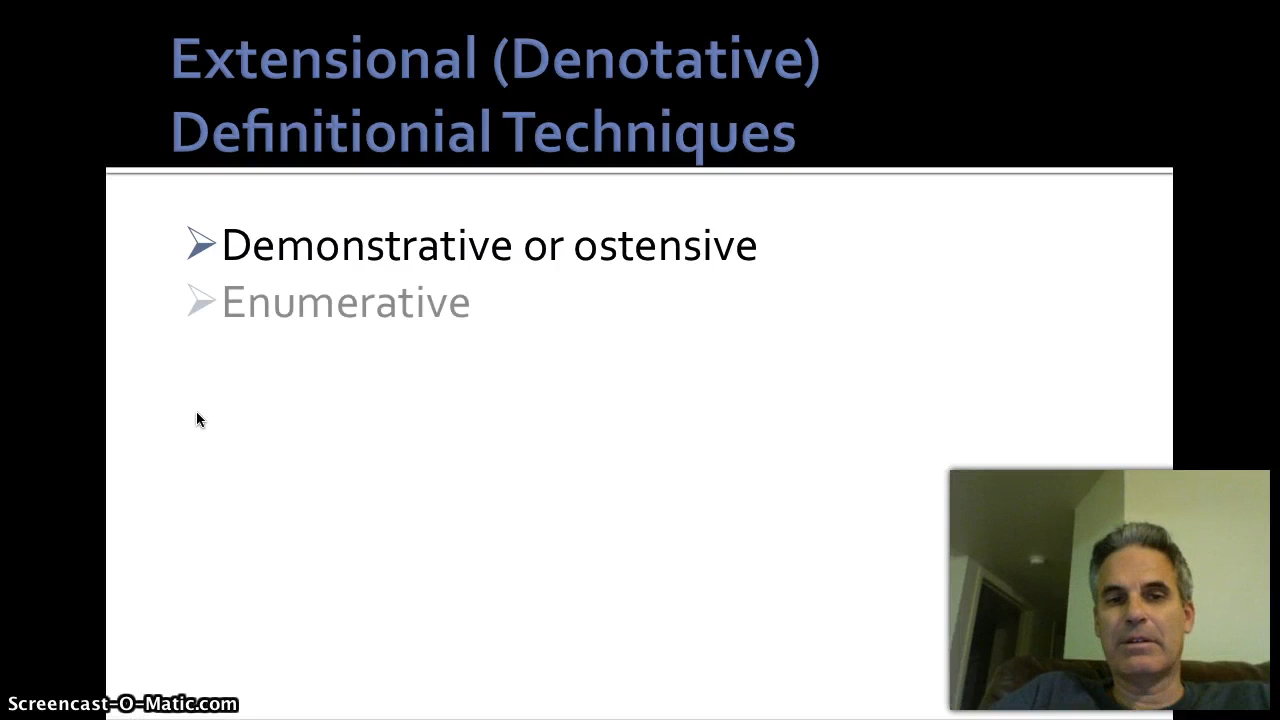 Extensional (Denotative)
Definitionial Techniques
Demonstrative or ostensive
Enumerative
Screencast-O-Matic.com